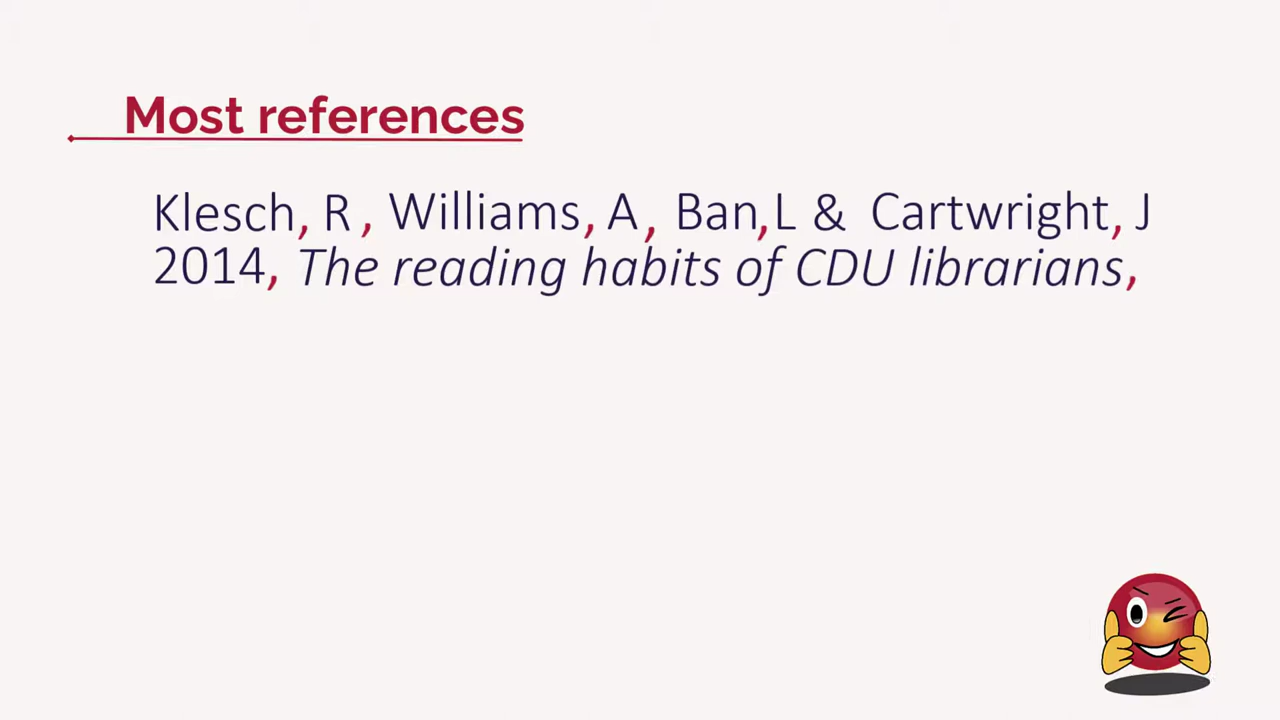 Most references
Klesch, R , Williams, A , Ban,L & Cartwright, J
2014, The reading habits of CDU librarians,